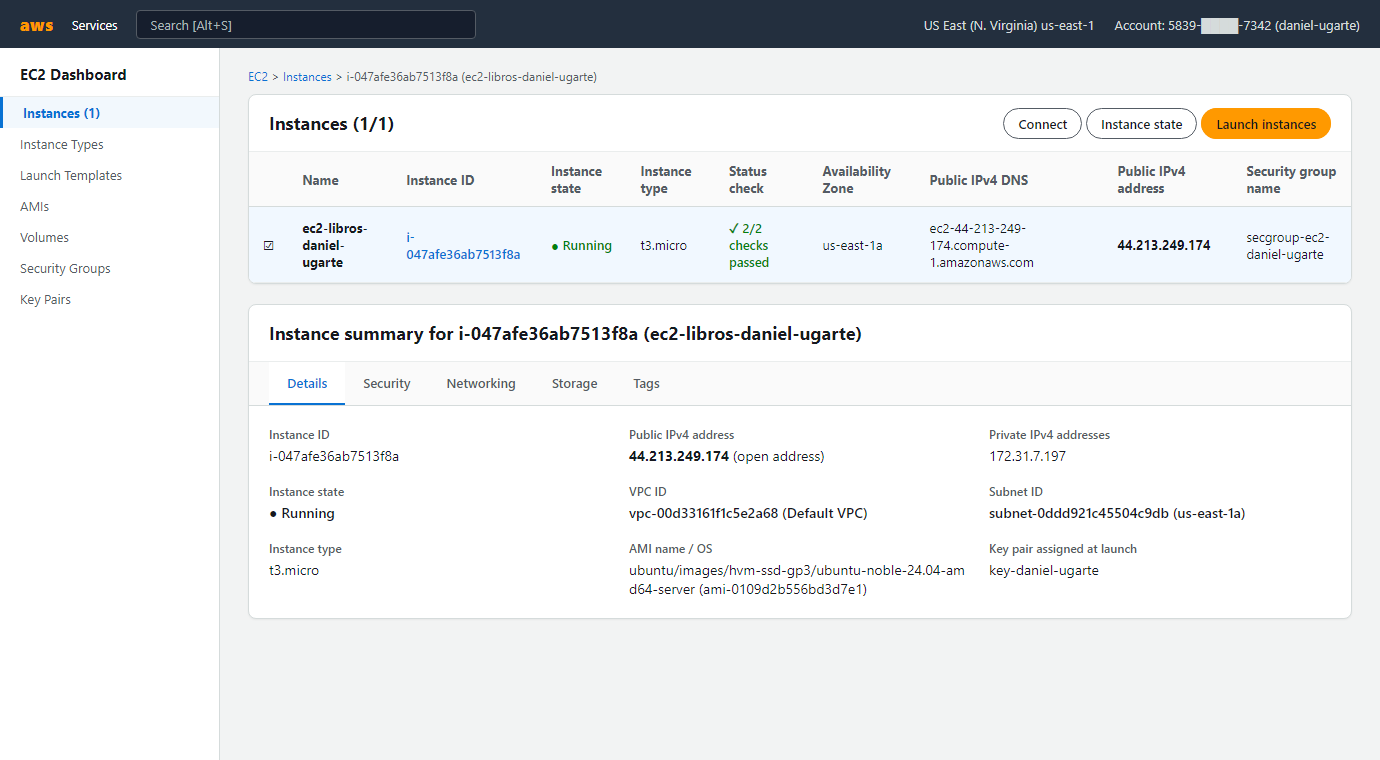 aws Services Search [Alt+S] US East (N. Virginia) us-east-1 Account: 5839-████-7342 (daniel-ugarte)
EC2 Dashboard
Instances (1)
Instance Types
Launch Templates
AMIs
Volumes
Security Groups
Key Pairs
EC2 > Instances > i-047afe36ab7513f8a (ec2-libros-daniel-ugarte)
Instances (1/1) Connect Instance state Launch instances
Name Instance ID Instance state Instance type Status check Availability Zone Public IPv4 DNS Public IPv4 address Security group name
ec2-libros-daniel-ugarte i-047afe36ab7513f8a ● Running t3.micro ✓ 2/2 checks passed us-east-1a ec2-44-213-249-174.compute-1.amazonaws.com 44.213.249.174 secgroup-ec2-daniel-ugarte
Instance summary for i-047afe36ab7513f8a (ec2-libros-daniel-ugarte)
Details Security Networking Storage Tags
Instance ID Public IPv4 address Private IPv4 addresses
i-047afe36ab7513f8a 44.213.249.174 (open address) 172.31.7.197
Instance state VPC ID Subnet ID
● Running vpc-00d33161f1c5e2a68 (Default VPC) subnet-0ddd921c45504c9db (us-east-1a)
Instance type AMI name / OS Key pair assigned at launch
t3.micro ubuntu/images/hvm-ssd-gp3/ubuntu-noble-24.04-am key-daniel-ugarte
d64-server (ami-0109d2b556bd3d7e1)